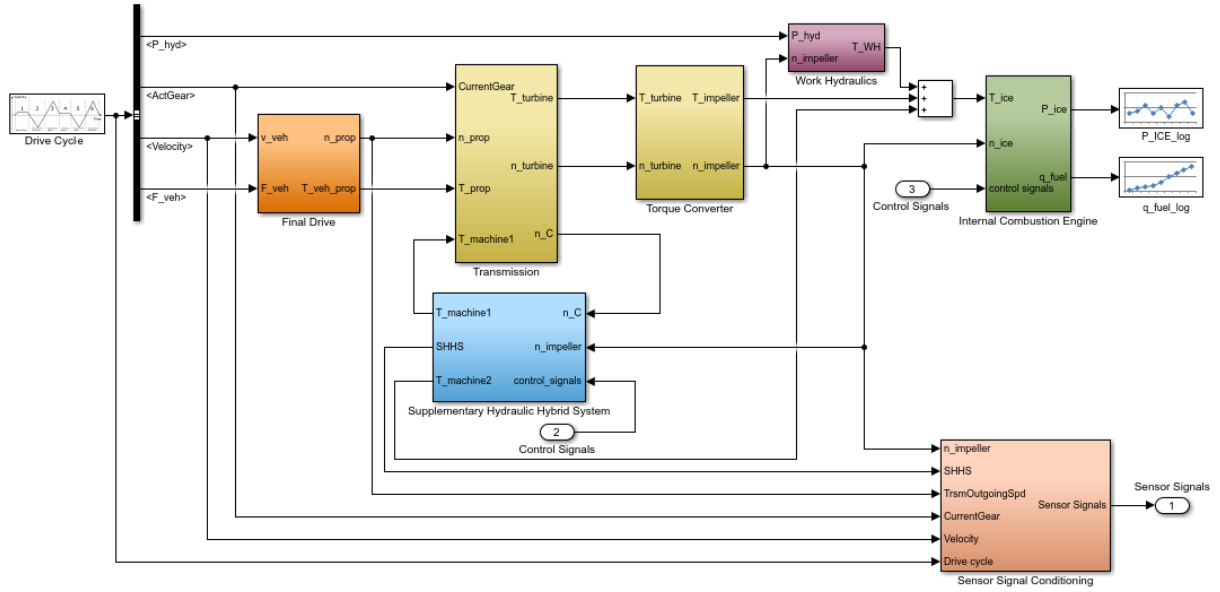 Drive Cycle
<P_hyd>
<ActGear>
<Velocity>
<F_veh>
v_veh
n_prop
F_veh
T_veh_prop
Final Drive
CurrentGear
T_turbine
n_prop
n_turbine
T_prop
n_C
T_machine1
Transmission
T_turbine
T_impeller
n_turbine
n_impeller
Torque Converter
P_hyd
T_WH
n_impeller
Work Hydraulics
+
+
+
T_ice
P_ice
n_ice
q_fuel
control signals
Internal Combustion Engine
3
Control Signals
P_ICE_log
q_fuel_log
T_machine1
n_C
SHHS
n_impeller
T_machine2
control_signals
Supplementary Hydraulic Hybrid System
2
Control Signals
n_impeller
SHHS
TrsmOutgoingSpd
CurrentGear
Sensor Signals
Velocity
Drive cycle
Sensor Signal Conditioning
Sensor Signals
1